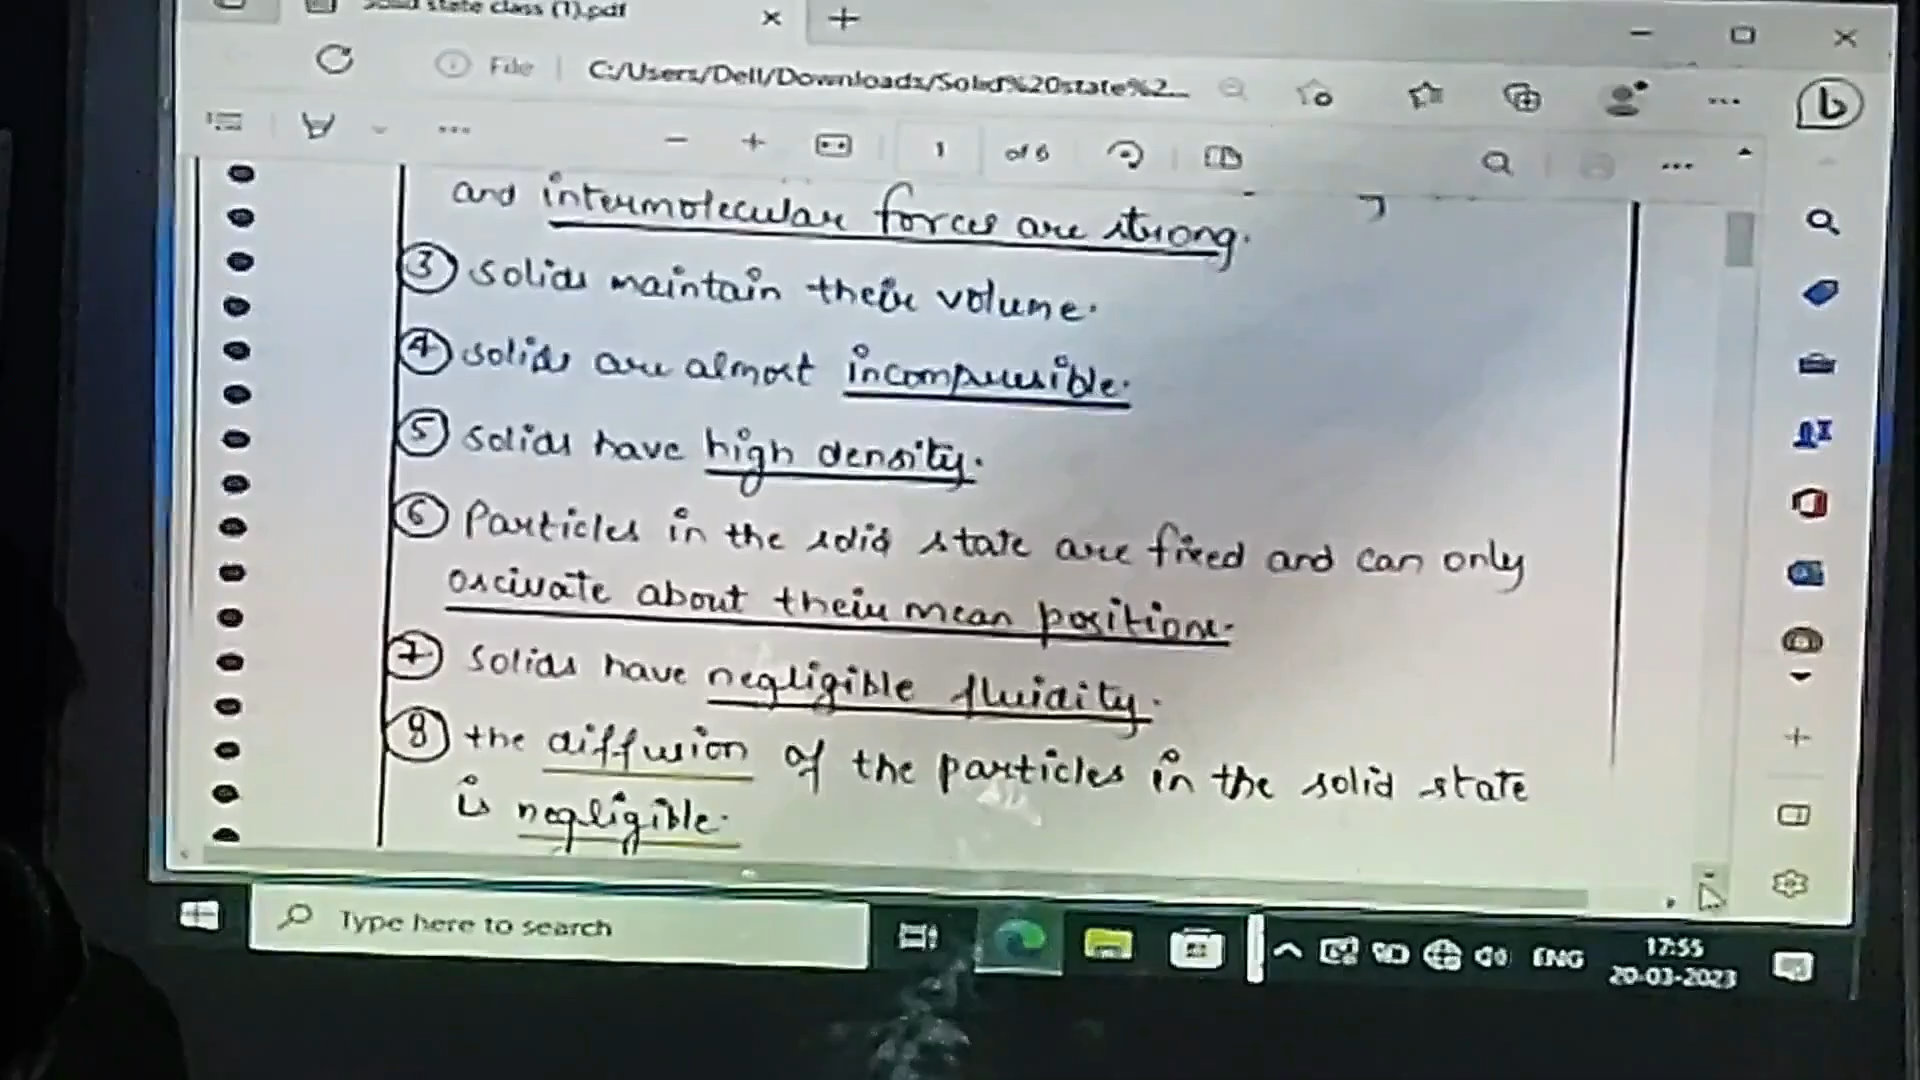 Solid state class (1).pdf
File
C:/Users/Dell/Downloads/Solid%20state%2...
1 of 6
and intermolecular forces are strong.
3 solids maintain their volume.
4 solids are almost incompressible.
5 solids have high density.
6 Particles in the solid state are fixed and can only
oscillate about their mean positions.
7 solids have negligible fluidity.
8 the diffusion of the particles in the solid state
is negligible.
Type here to search
ENG
17:55
20-03-2023